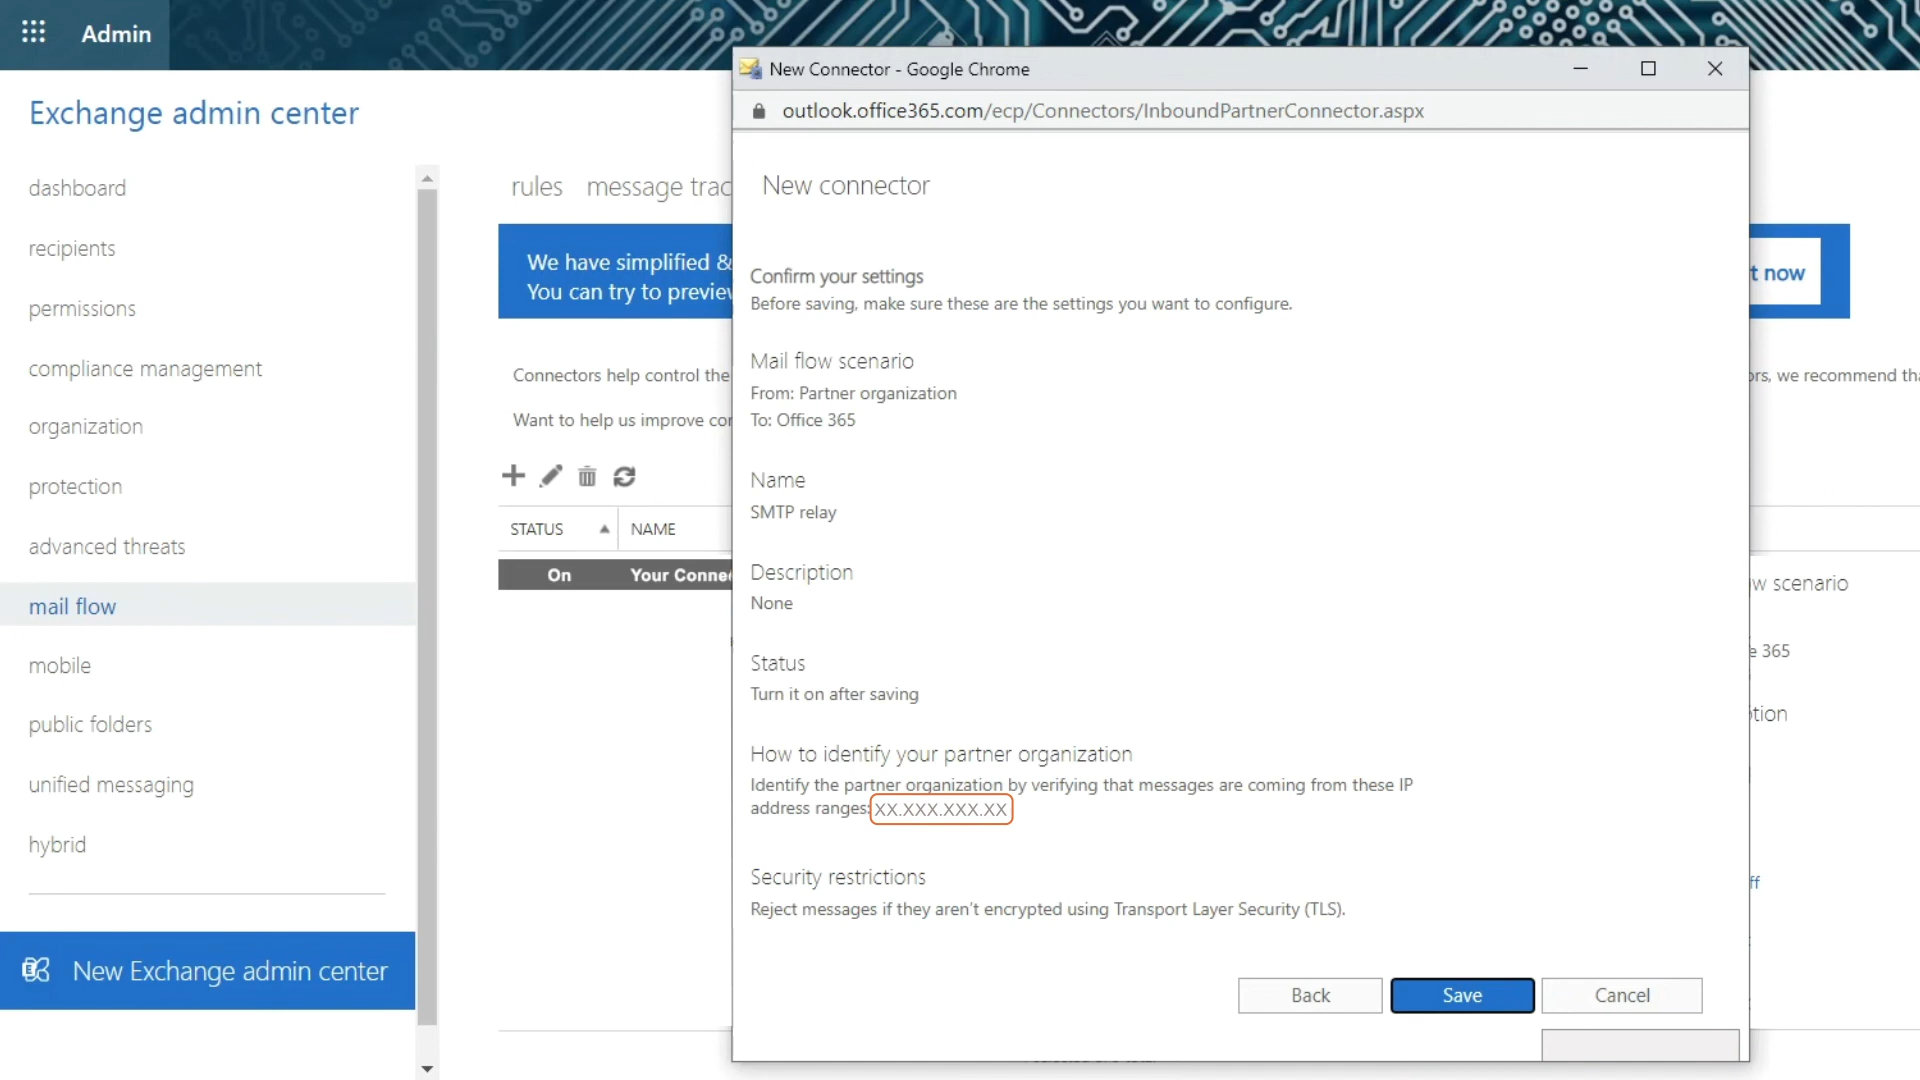 Admin
Exchange admin center
dashboard
recipients
permissions
compliance management
organization
protection
advanced threats
mail flow
mobile
public folders
unified messaging
hybrid
New Exchange admin center
rules message trac
We have simplified &
You can try to preview
t now
Connectors help control the
ors, we recommend tha
Want to help us improve con
STATUS NAME
On Your Connec
w scenario
e 365
tion
ff
New Connector - Google Chrome
outlook.office365.com/ecp/Connectors/InboundPartnerConnector.aspx
New connector
Confirm your settings
Before saving, make sure these are the settings you want to configure.
Mail flow scenario
From: Partner organization
To: Office 365
Name
SMTP relay
Description
None
Status
Turn it on after saving
How to identify your partner organization
Identify the partner organization by verifying that messages are coming from these IP
address ranges: XX.XXX.XXX.XX
Security restrictions
Reject messages if they aren't encrypted using Transport Layer Security (TLS).
Back Save Cancel